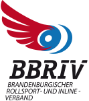 BBRIV
BRANDENBURGISCHER
ROLLSPORT- UND INLINE -
VERBAND